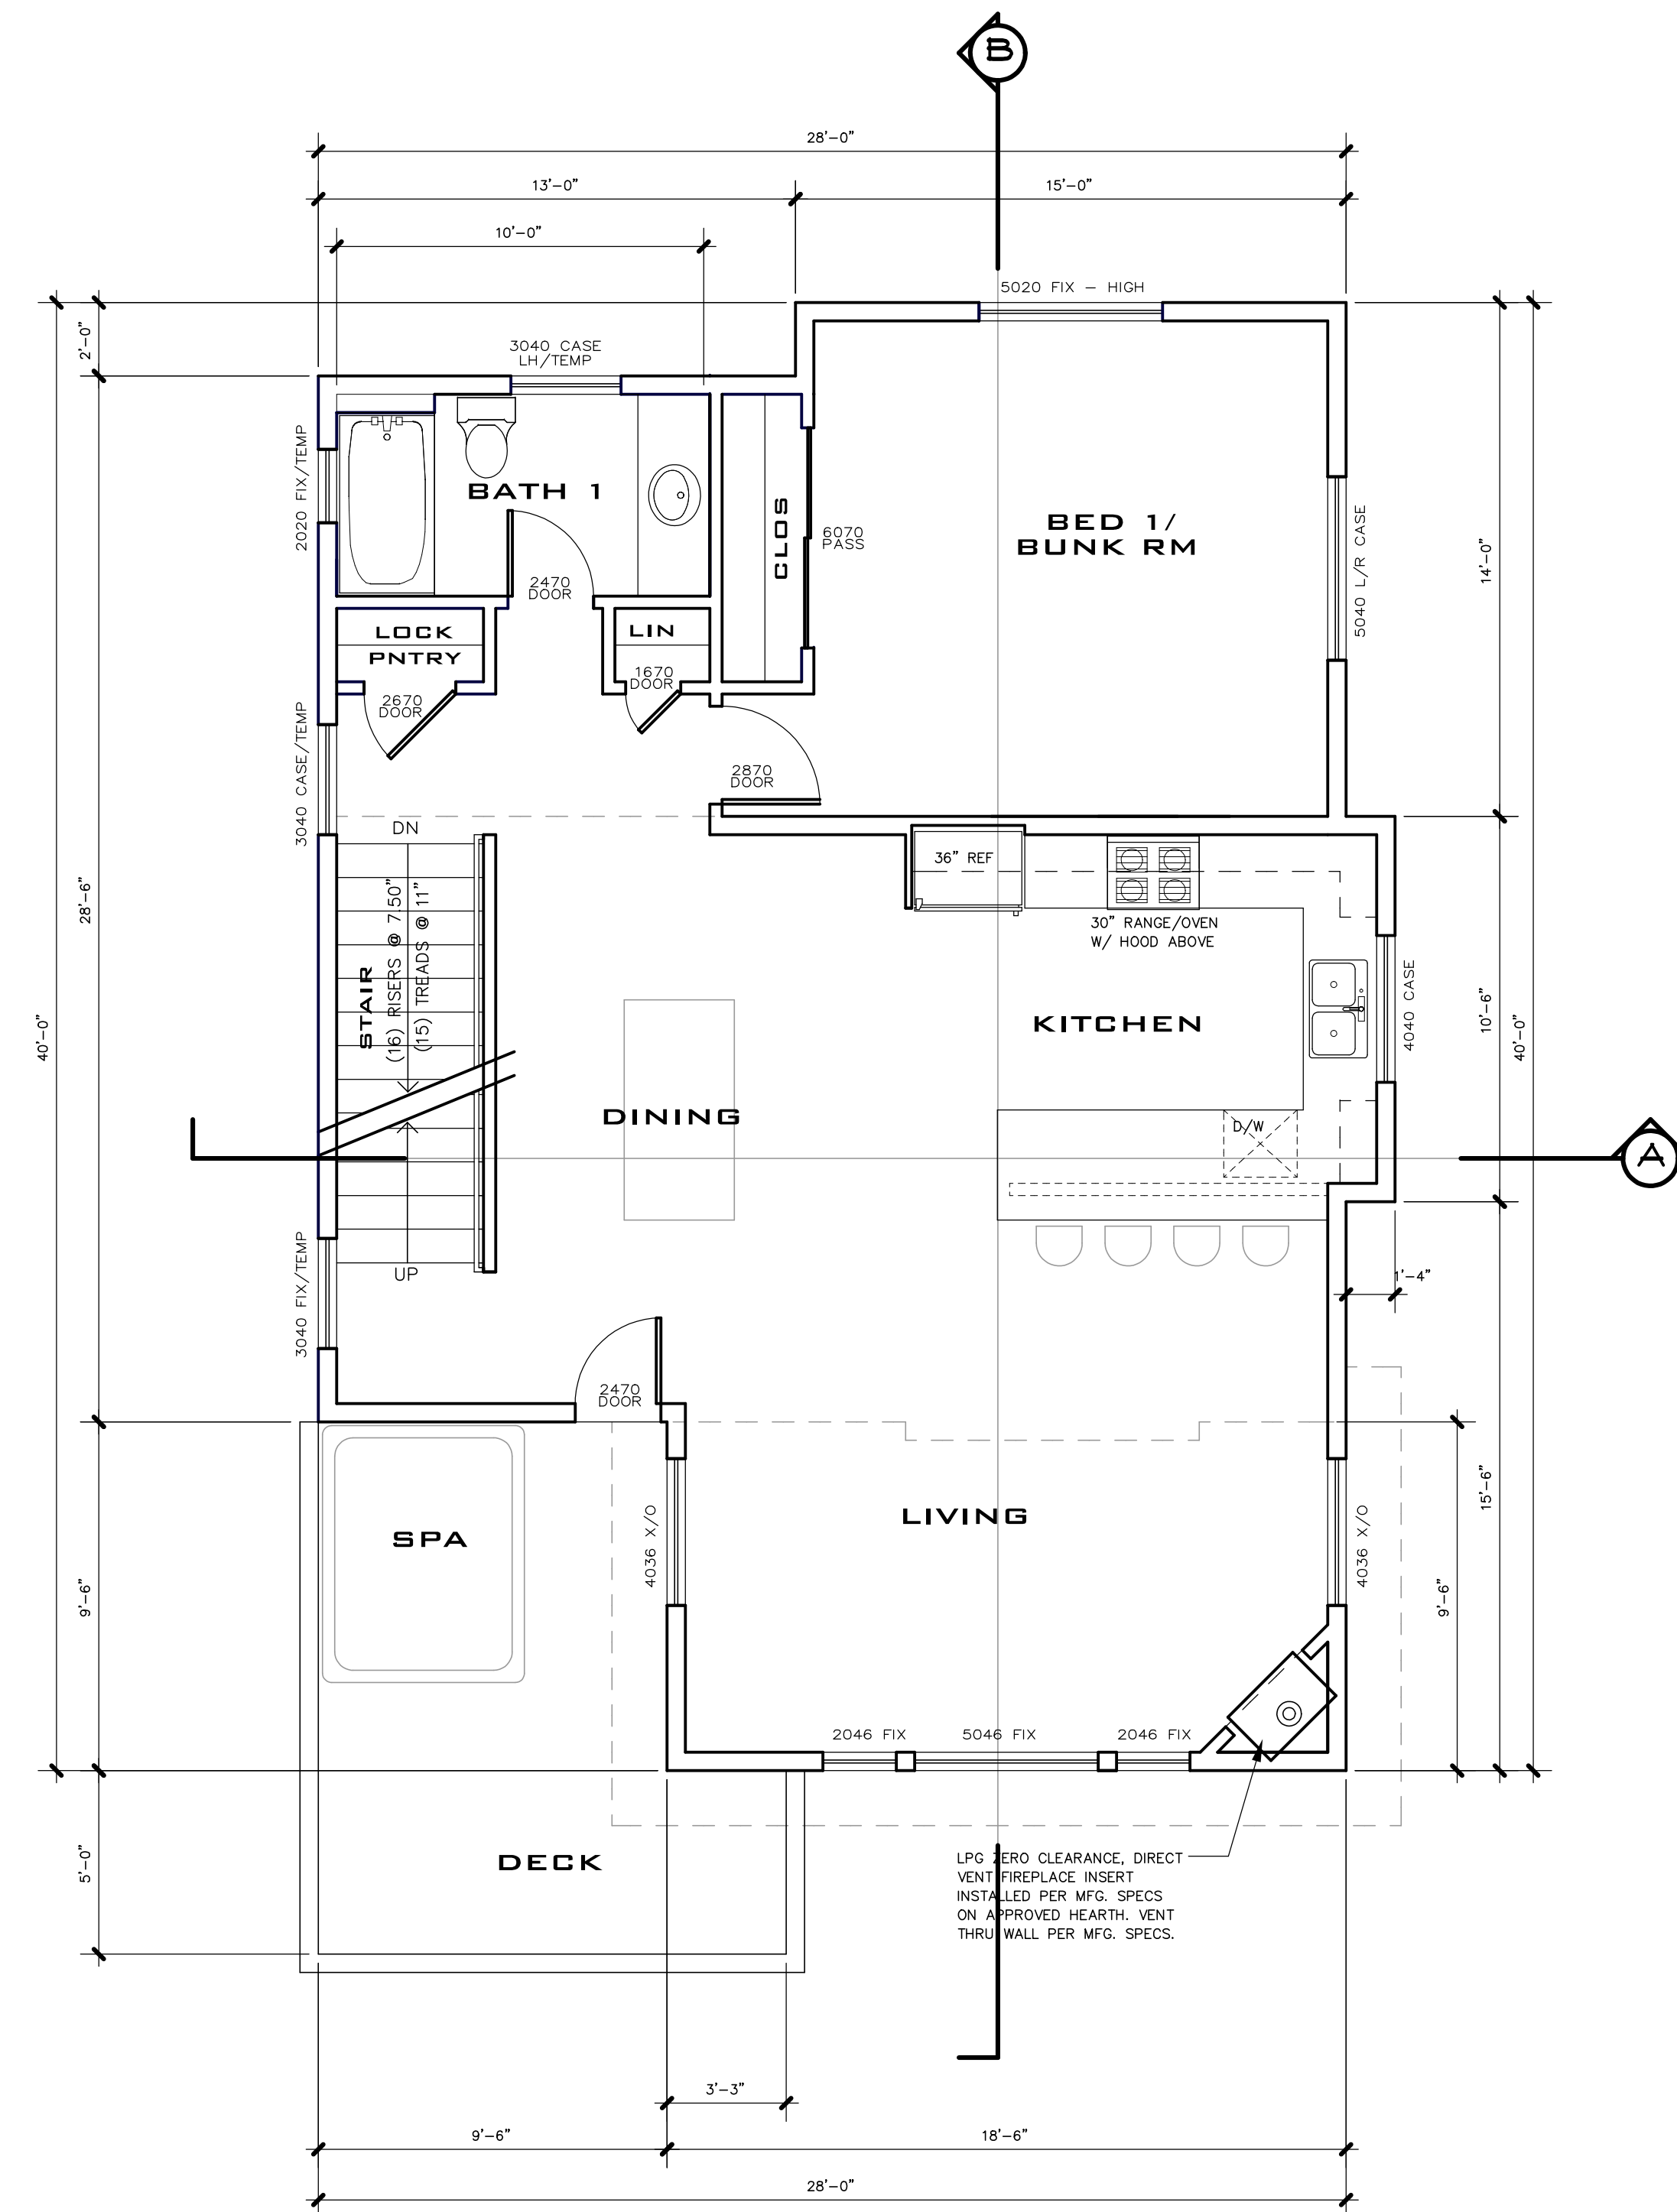 B
28'-0"
13'-0"
15'-0"
10'-0"
5020 FIX - HIGH
2'-0"
3040 CASE
LH/TEMP
2020 FIX/TEMP
BATH 1
CLOS
6070
PASS
BED 1/
BUNK RM
5040 L/R CASE
14'-0"
2470
DOOR
LOCK
PNTRY
LIN
1670
DOOR
2670
DOOR
3040 CASE/TEMP
2870
DOOR
DN
28'-6"
36" REF
30" RANGE/OVEN
W/ HOOD ABOVE
STAIR
(16) RISERS @ 7.50"
(15) TREADS @ 11"
KITCHEN
4040 CASE
10'-6"
40'-0"
40'-0"
DINING
D/W
A
UP
3040 FIX/TEMP
1'-4"
2470
DOOR
SPA
4036 X/O
LIVING
4036 X/O
15'-6"
9'-6"
9'-6"
2046 FIX
5046 FIX
2046 FIX
5'-0"
DECK
LPG ZERO CLEARANCE, DIRECT
VENT FIREPLACE INSERT
INSTALLED PER MFG. SPECS
ON APPROVED HEARTH. VENT
THRU WALL PER MFG. SPECS.
3'-3"
9'-6"
18'-6"
28'-0"